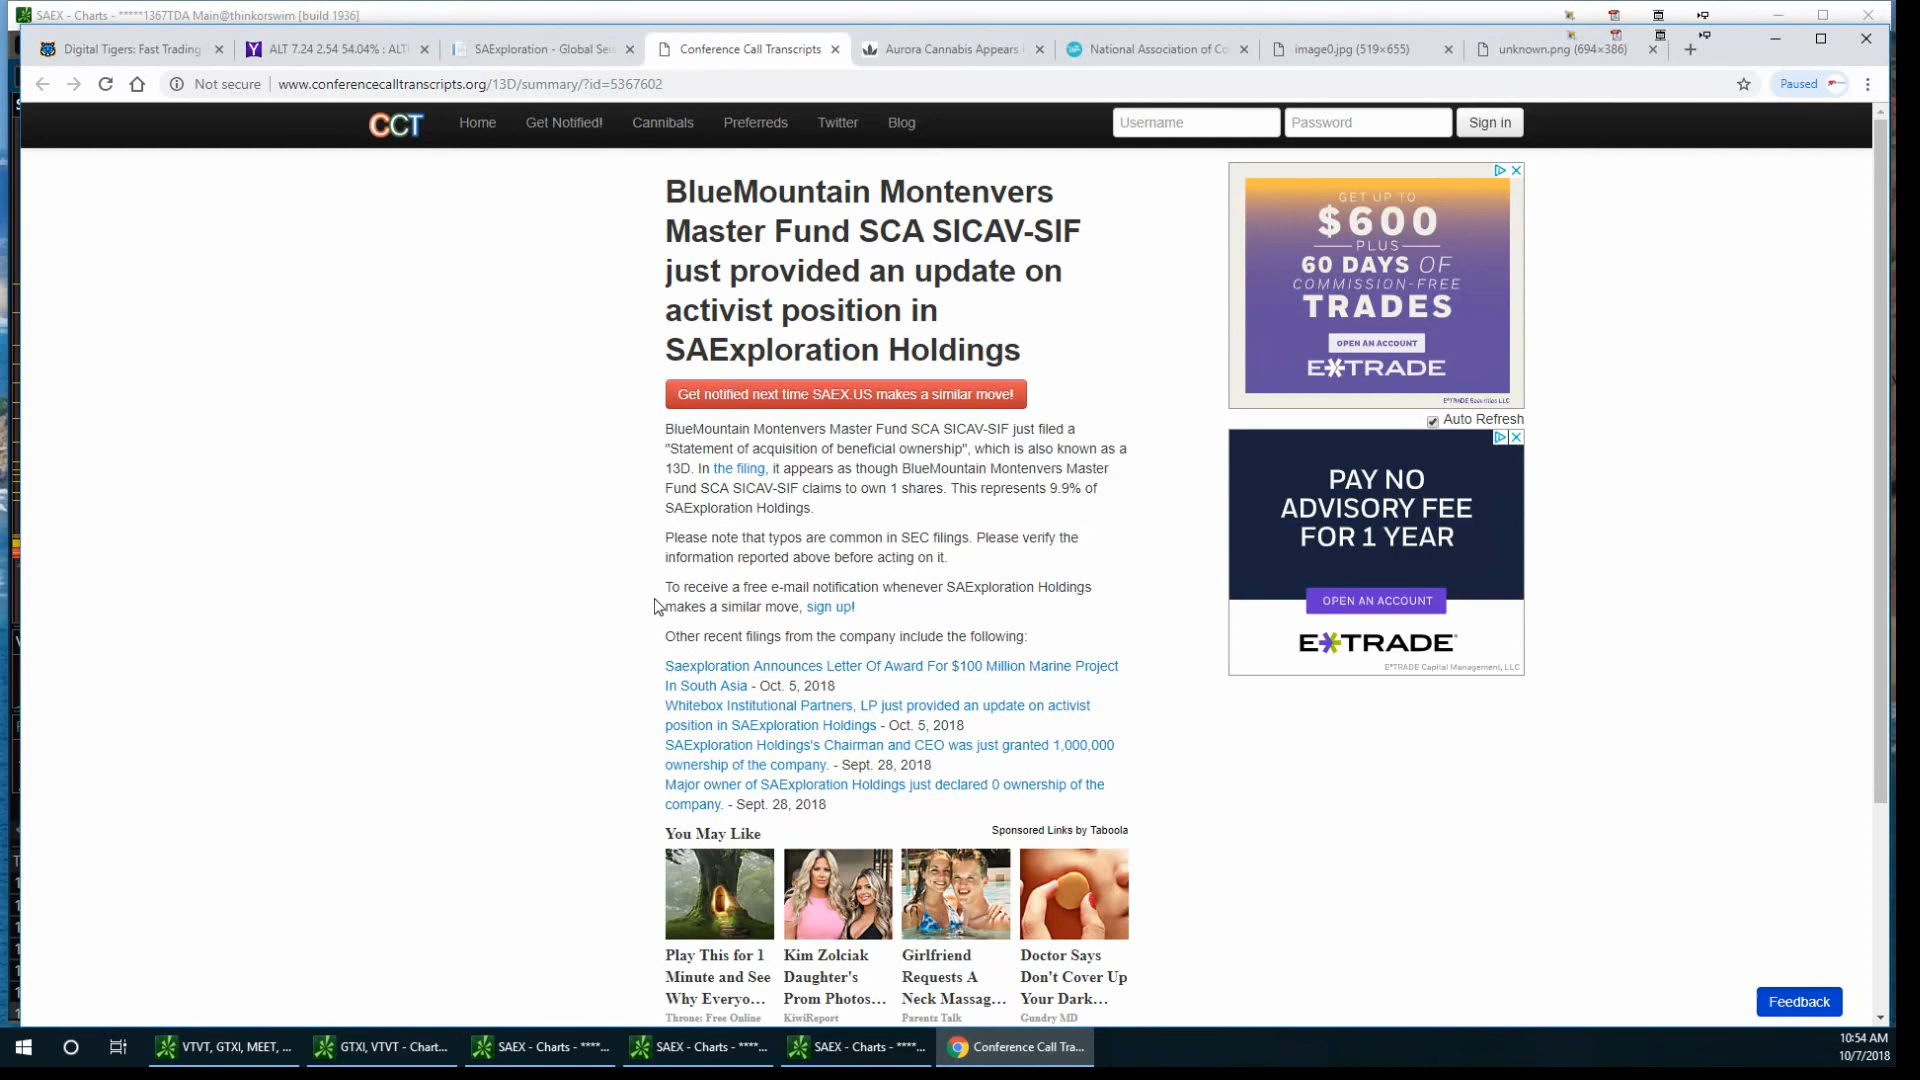 SAEX - Charts - *****1367TDA Main@thinkorswim [build 1936]
Digital Tigers: Fast Trading
ALT 7.24 2.54 54.04% : ALT
SAExploration - Global Sei
Conference Call Transcripts
Aurora Cannabis Appears
National Association of Co
image0.jpg (519×655)
unknown.png (694×386)
Not secure
www.conferencecalltranscripts.org/13D/summary/?id=5367602
Paused
CCT
Home
Get Notified!
Cannibals
Preferreds
Twitter
Blog
Username
Password
Sign in
BlueMountain Montenvers
Master Fund SCA SICAV-SIF
just provided an update on
activist position in
SAExploration Holdings
Get notified next time SAEX.US makes a similar move!
BlueMountain Montenvers Master Fund SCA SICAV-SIF just filed a
"Statement of acquisition of beneficial ownership", which is also known as a
13D. In the filing, it appears as though BlueMountain Montenvers Master
Fund SCA SICAV-SIF claims to own 1 shares. This represents 9.9% of
SAExploration Holdings.
Please note that typos are common in SEC filings. Please verify the
information reported above before acting on it.
To receive a free e-mail notification whenever SAExploration Holdings
makes a similar move, sign up!
Other recent filings from the company include the following:
Saexploration Announces Letter Of Award For $100 Million Marine Project
In South Asia - Oct. 5, 2018
Whitebox Institutional Partners, LP just provided an update on activist
position in SAExploration Holdings - Oct. 5, 2018
SAExploration Holdings's Chairman and CEO was just granted 1,000,000
ownership of the company. - Sept. 28, 2018
Major owner of SAExploration Holdings just declared 0 ownership of the
company. - Sept. 28, 2018
You May Like
Sponsored Links by Taboola
Play This for 1
Minute and See
Why Everyo...
Throne: Free Online
Kim Zolciak
Daughter's
Prom Photos...
KiwiReport
Girlfriend
Requests A
Neck Massag...
Parentz Talk
Doctor Says
Don't Cover Up
Your Dark...
Gundry MD
GET UP TO
$600
PLUS
60 DAYS OF
COMMISSION-FREE
TRADES
OPEN AN ACCOUNT
E*TRADE
E*TRADE Securities LLC
Auto Refresh
PAY NO
ADVISORY FEE
FOR 1 YEAR
OPEN AN ACCOUNT
E*TRADE
E*TRADE Capital Management, LLC
Feedback
VTVT, GTXI, MEET, ...
GTXI, VTVT - Chart...
SAEX - Charts - ****...
SAEX - Charts - ****...
SAEX - Charts - ****...
Conference Call Tra...
10:54 AM
10/7/2018